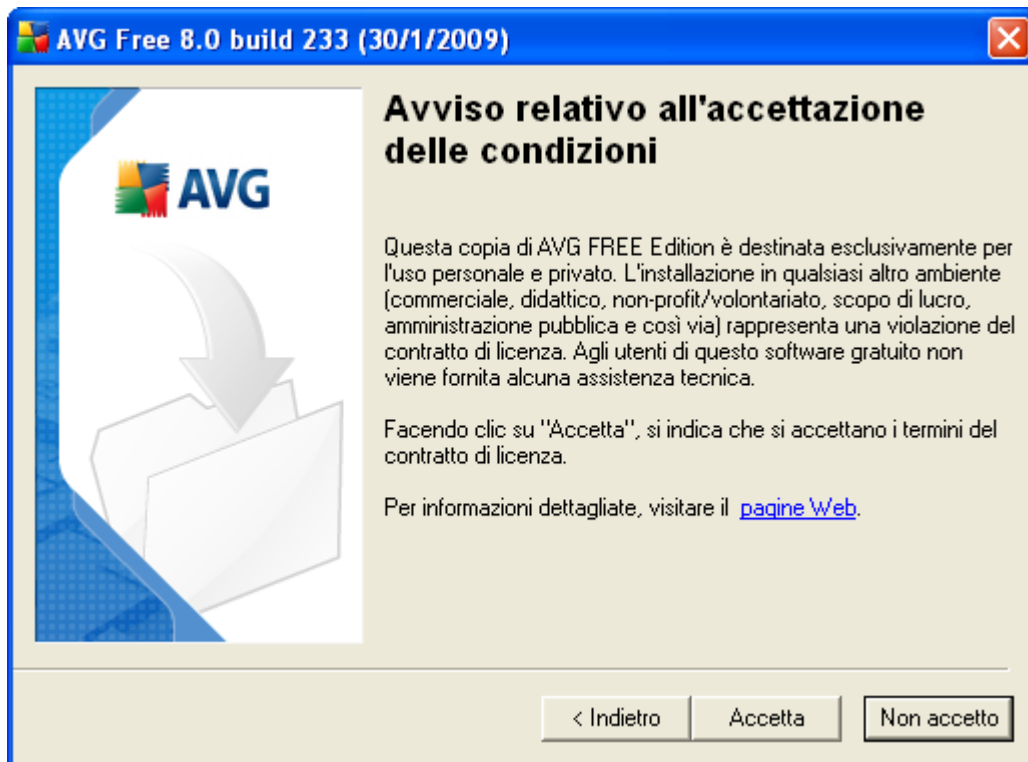 AVG Free 8.0 build 233 (30/1/2009)
AVG
Avviso relativo all'accettazione
delle condizioni
Questa copia di AVG FREE Edition è destinata esclusivamente per
l'uso personale e privato. L'installazione in qualsiasi altro ambiente
(commerciale, didattico, non-profit/volontariato, scopo di lucro,
amministrazione pubblica e così via) rappresenta una violazione del
contratto di licenza. Agli utenti di questo software gratuito non
viene fornita alcuna assistenza tecnica.
Facendo clic su "Accetta", si indica che si accettano i termini del
contratto di licenza.
Per informazioni dettagliate, visitare il pagine Web.
< Indietro
Accetta
Non accetto